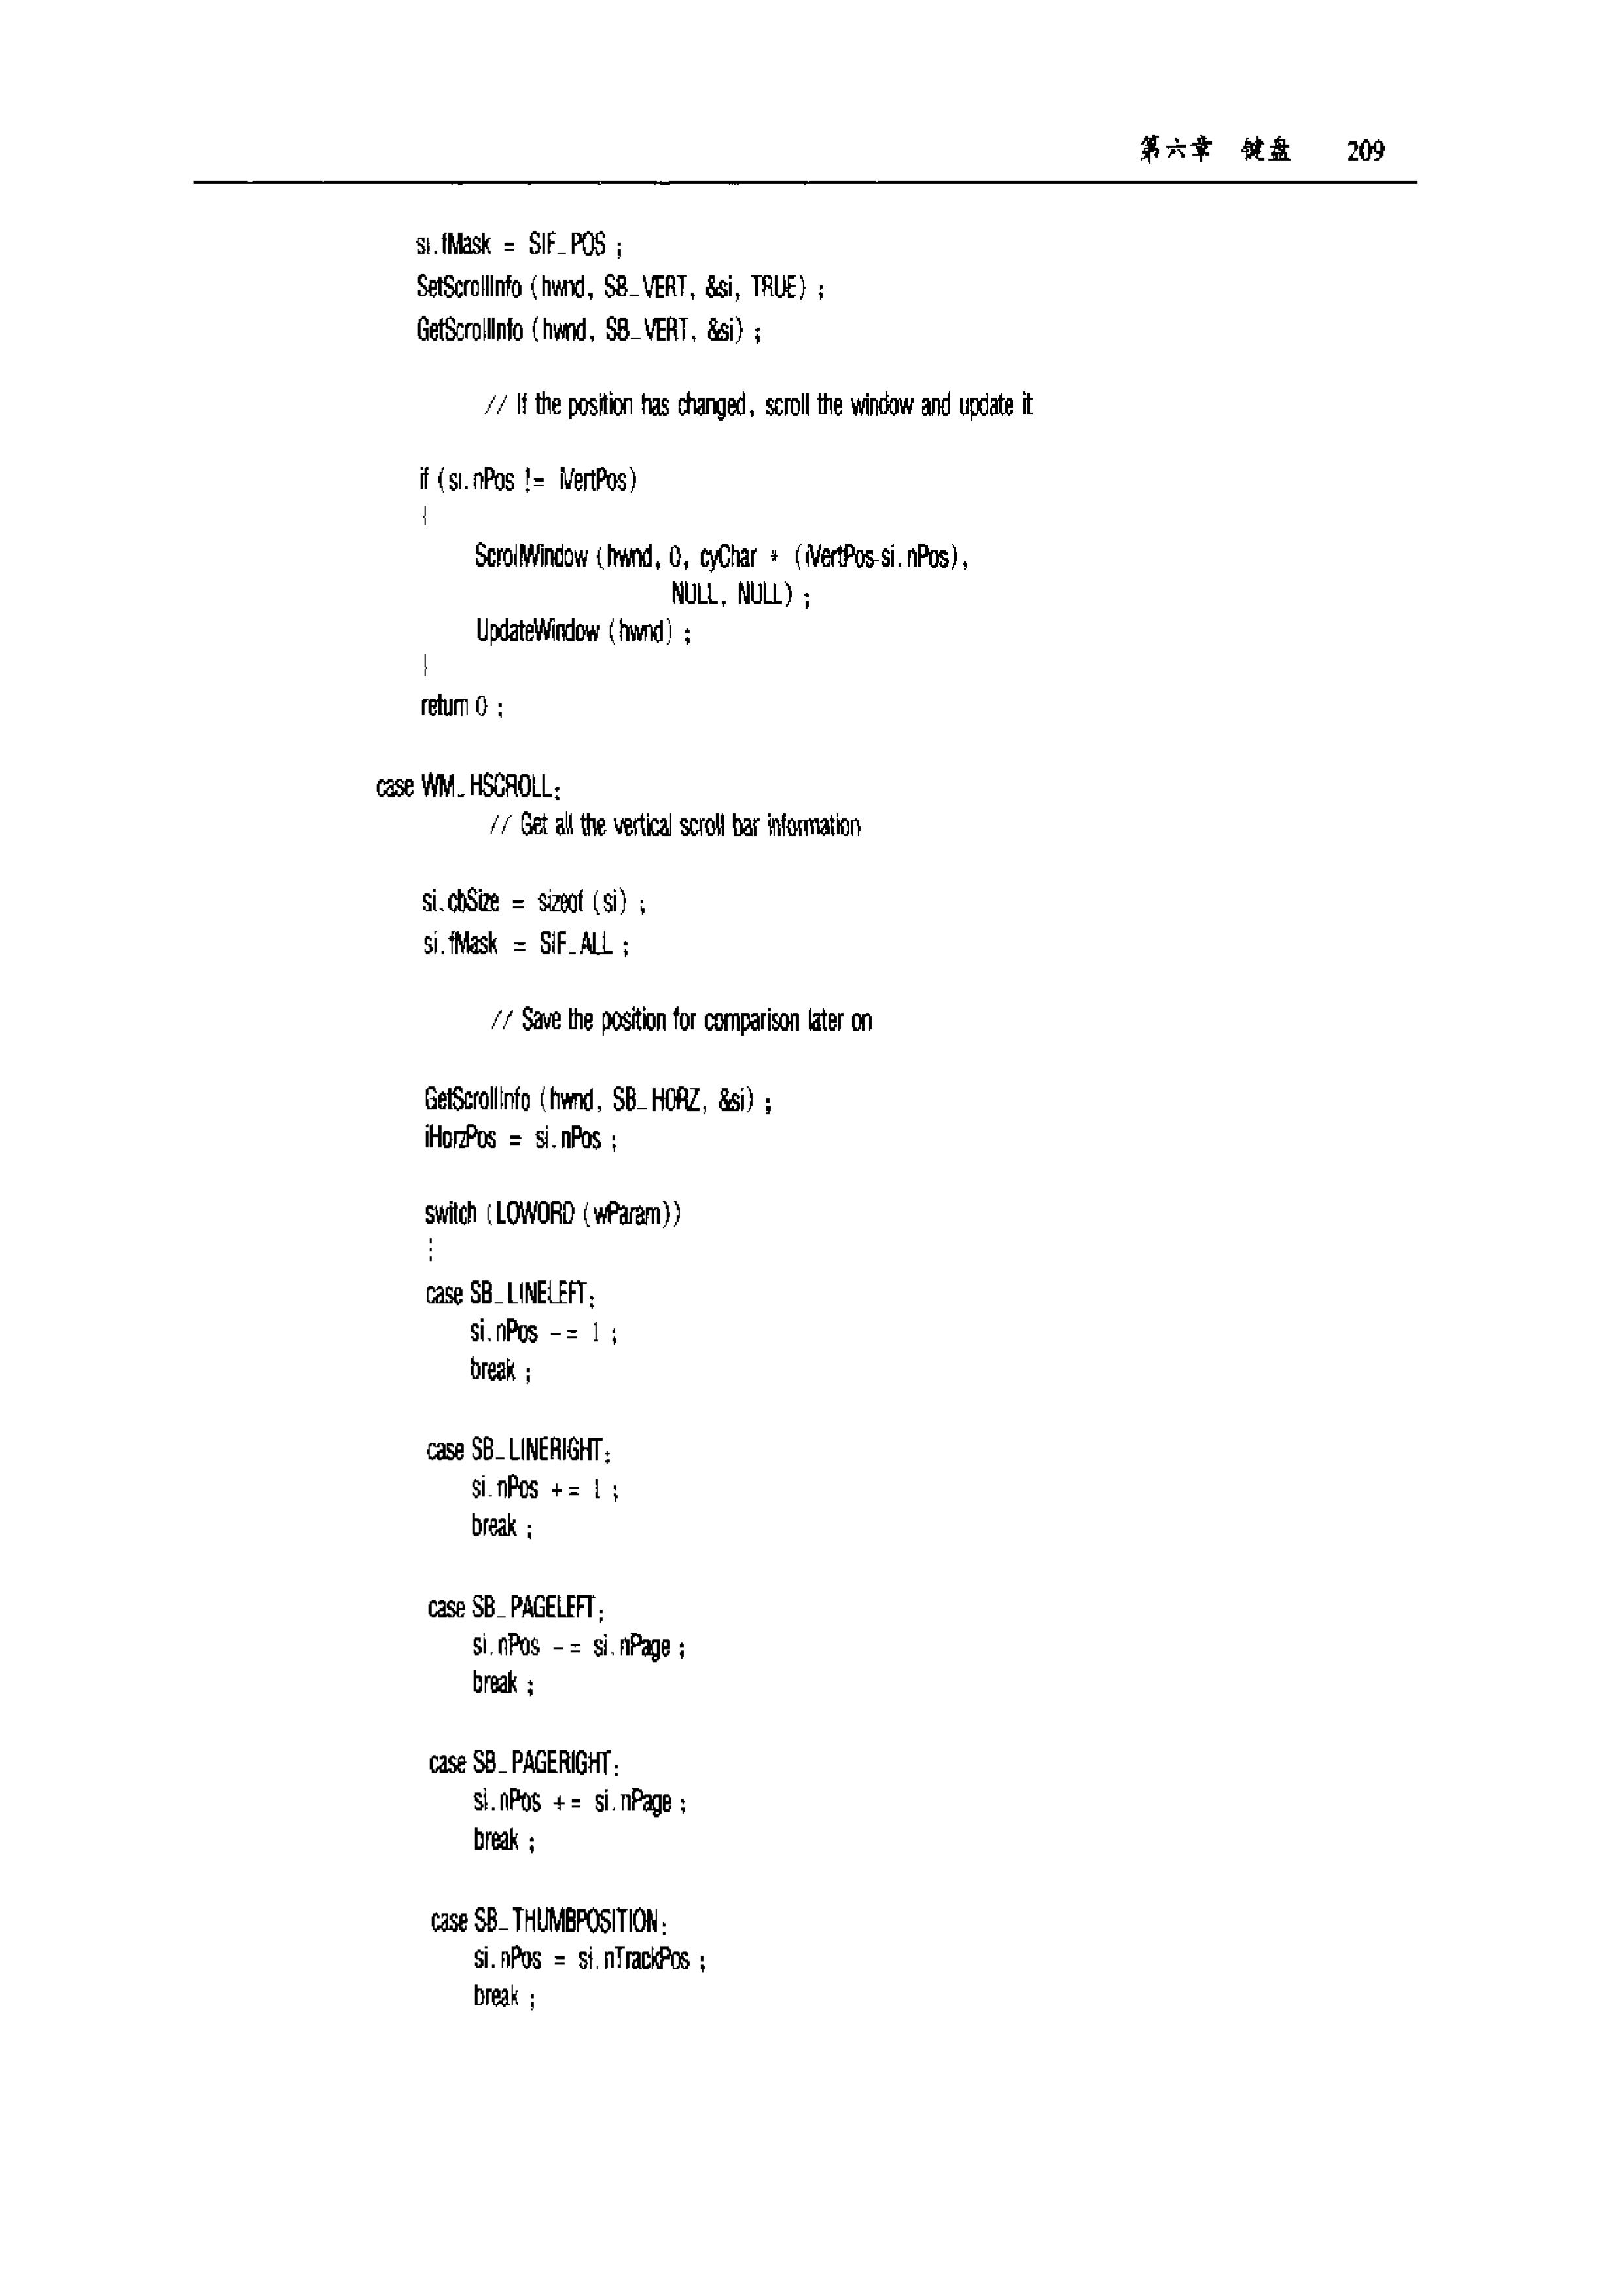 第六章 键盘 209
si.fMask = SIF_POS ;
SetScrollInfo (hwnd, SB_VERT, &si, TRUE) ;
GetScrollInfo (hwnd, SB_VERT, &si) ;
// If the position has changed, scroll the window and update it
if (si.nPos != iVertPos)
{
ScrollWindow (hwnd, 0, cyChar * (iVertPos-si.nPos),
NULL, NULL) ;
UpdateWindow (hwnd) ;
}
return 0 ;
case WM_HSCROLL:
// Get all the vertical scroll bar information
si.cbSize = sizeof (si) ;
si.fMask = SIF_ALL ;
// Save the position for comparison later on
GetScrollInfo (hwnd, SB_HORZ, &si) ;
iHorzPos = si.nPos ;
switch (LOWORD (wParam))
{
case SB_LINELEFT:
si.nPos -= 1 ;
break ;
case SB_LINERIGHT:
si.nPos += 1 ;
break ;
case SB_PAGELEFT:
si.nPos -= si.nPage ;
break ;
case SB_PAGERIGHT:
si.nPos += si.nPage ;
break ;
case SB_THUMBPOSITION:
si.nPos = si.nTrackPos ;
break ;